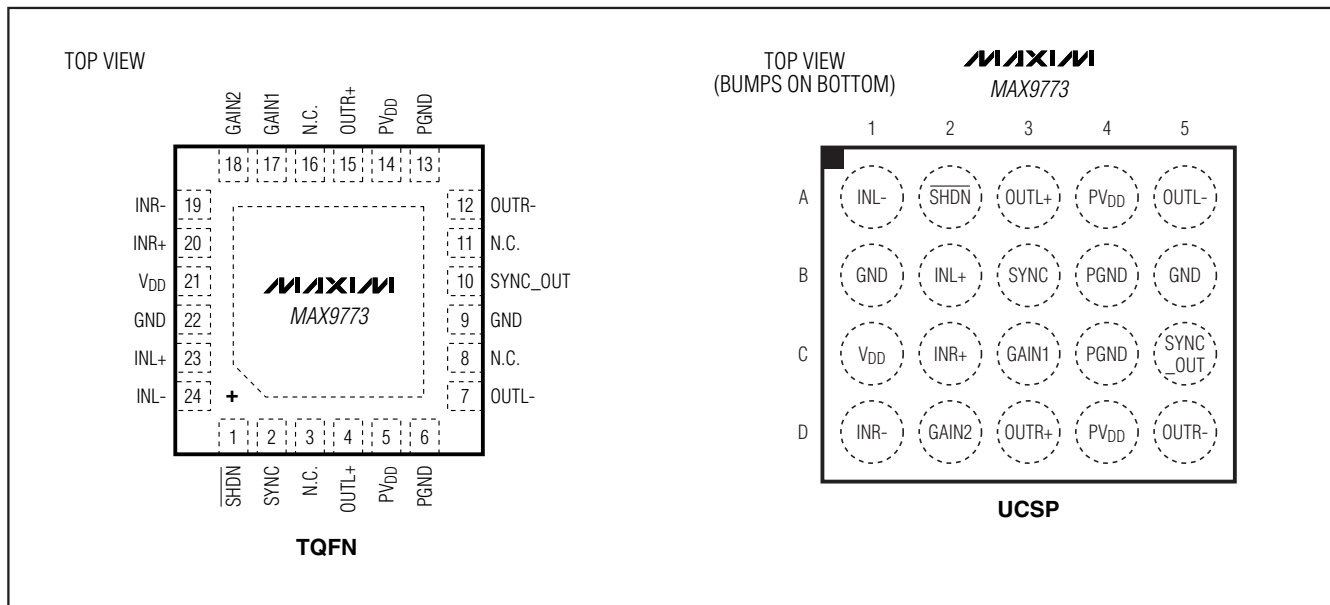 TOP VIEW
GAIN2
GAIN1
N.C.
OUTR+
PVDD
PGND
18 17 16 15 14 13
INR- 19
INR+ 20
VDD 21
GND 22
INL+ 23
INL- 24
12 OUTR-
11 N.C.
10 SYNC_OUT
9 GND
8 N.C.
7 OUTL-
MAXIM
MAX9773
+
1 2 3 4 5 6
SHDN
SYNC
N.C.
OUTL+
PVDD
PGND
TQFN
TOP VIEW
(BUMPS ON BOTTOM)
MAXIM
MAX9773
1 2 3 4 5
A INL- SHDN OUTL+ PVDD OUTL-
B GND INL+ SYNC PGND GND
C VDD INR+ GAIN1 PGND SYNC
_OUT
D INR- GAIN2 OUTR+ PVDD OUTR-
UCSP